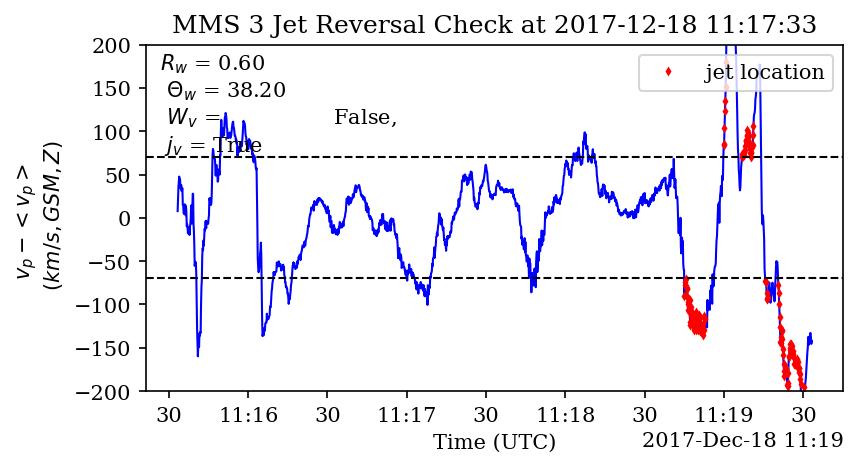 MMS 3 Jet Reversal Check at 2017-12-18 11:17:33
200
150
100
50
0
−50
−100
−150
−200
v_p − < v_p >
(km/s, GSM, Z)
R_w = 0.60
Θ_w = 38.20
W_v = False,
j_v = True
jet location
30 11:16 30 11:17 30 11:18 30 11:19 30
Time (UTC)
2017-Dec-18 11:19